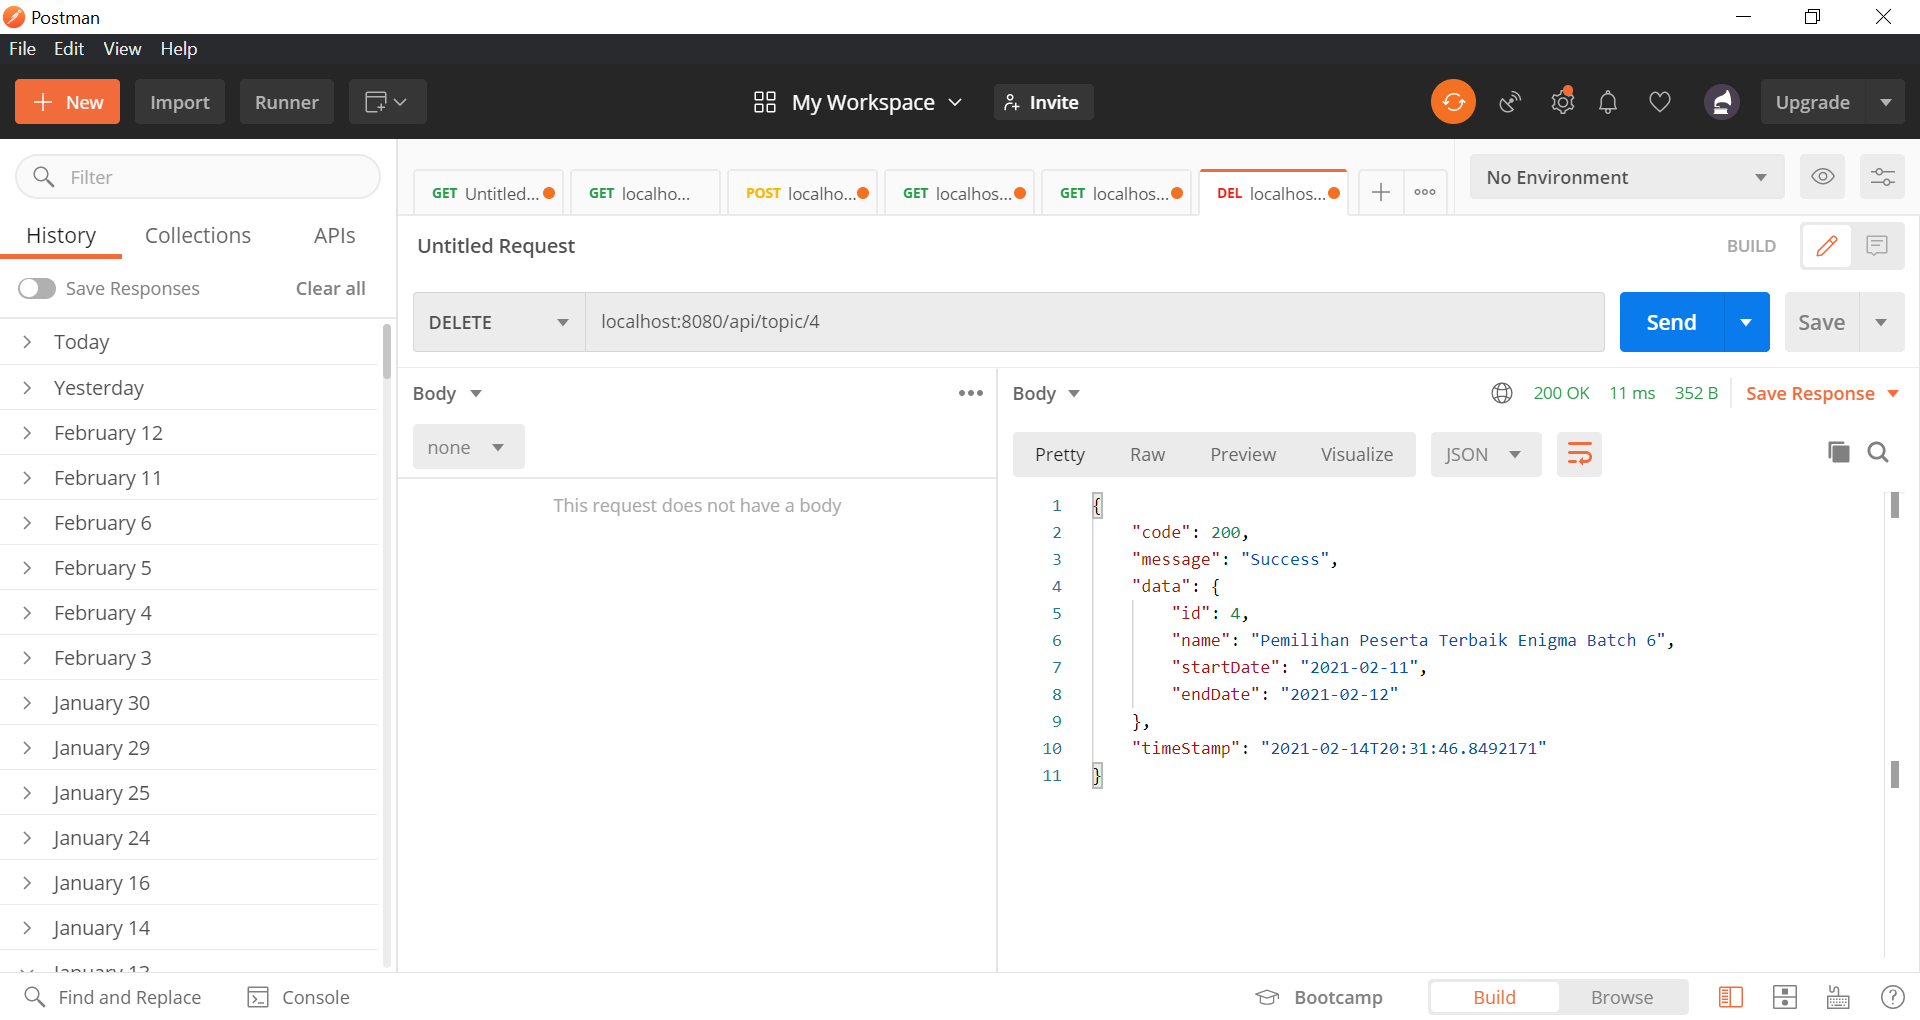 Postman
File Edit View Help
New Import Runner My Workspace Invite Upgrade
Filter
GET Untitled... GET localho... POST localho... GET localhos... GET localhos... DEL localhos... No Environment
History Collections APIs
Untitled Request BUILD
Save Responses Clear all
DELETE localhost:8080/api/topic/4 Send Save
Today
Yesterday
February 12
February 11
February 6
February 5
February 4
February 3
January 30
January 29
January 25
January 24
January 16
January 14
January 13
Body
none
This request does not have a body
Body 200 OK 11 ms 352 B Save Response
Pretty Raw Preview Visualize JSON
1 {
2 "code": 200,
3 "message": "Success",
4 "data": {
5 "id": 4,
6 "name": "Pemilihan Peserta Terbaik Enigma Batch 6",
7 "startDate": "2021-02-11",
8 "endDate": "2021-02-12"
9 },
10 "timeStamp": "2021-02-14T20:31:46.8492171"
11 }
Find and Replace Console Bootcamp Build Browse